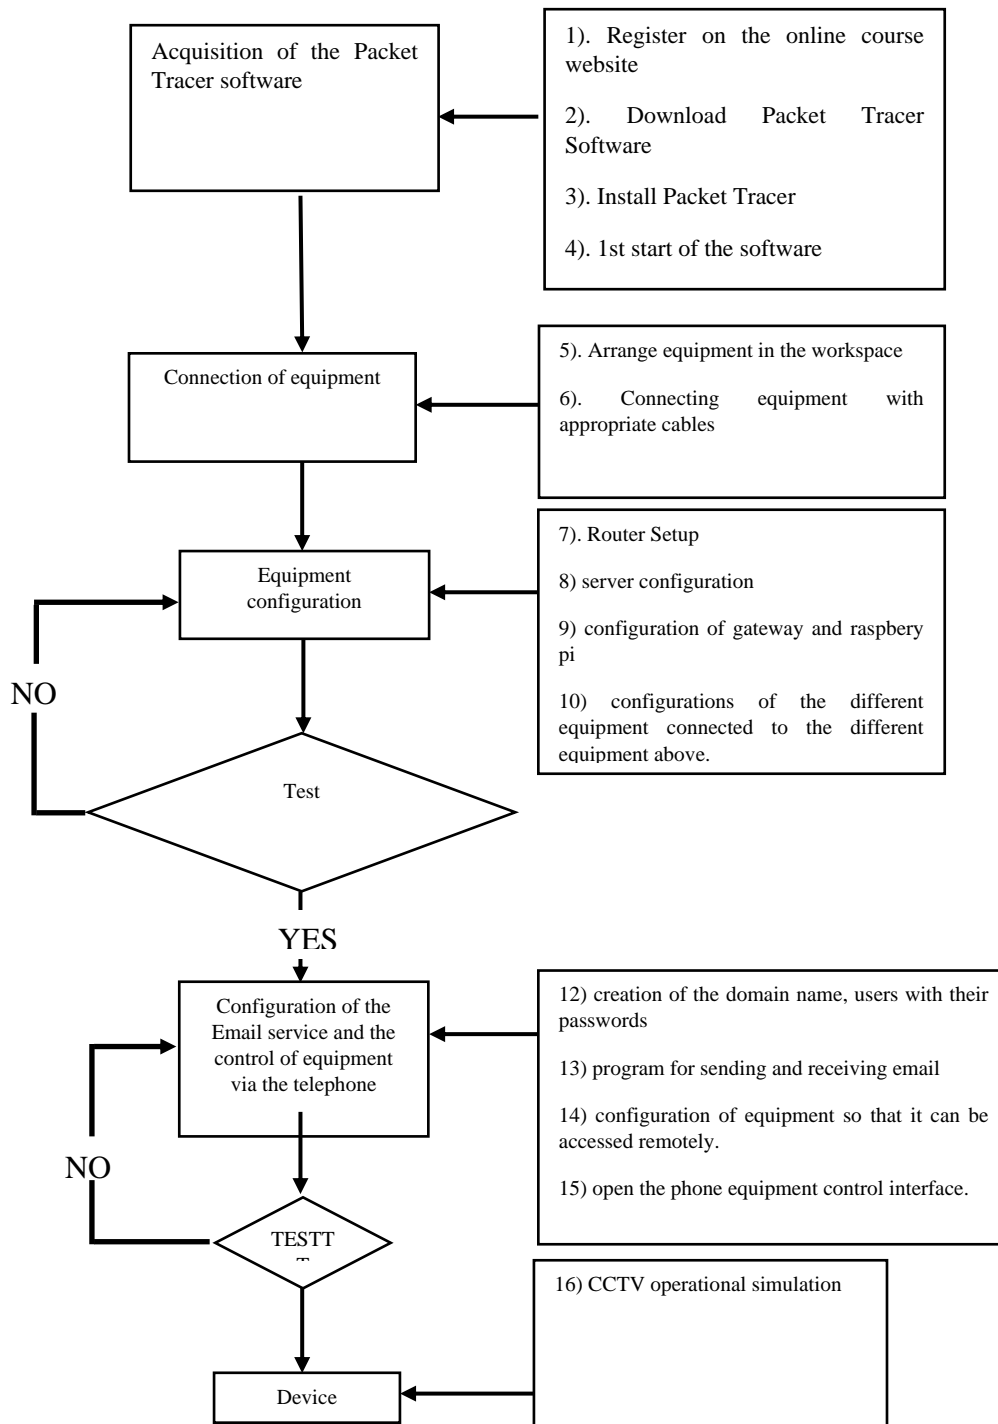 Acquisition of the Packet
Tracer software
1). Register on the online course
website
2). Download Packet Tracer
Software
3). Install Packet Tracer
4). 1st start of the software
Connection of equipment
5). Arrange equipment in the workspace
6). Connecting equipment with
appropriate cables
Equipment
configuration
7). Router Setup
8) server configuration
9) configuration of gateway and raspbery
pi
10) configurations of the different
equipment connected to the different
equipment above.
NO
Test
YES
Configuration of the
Email service and the
control of equipment
via the telephone
12) creation of the domain name, users with their
passwords
13) program for sending and receiving email
14) configuration of equipment so that it can be
accessed remotely.
15) open the phone equipment control interface.
NO
TESTT
T
16) CCTV operational simulation
Device